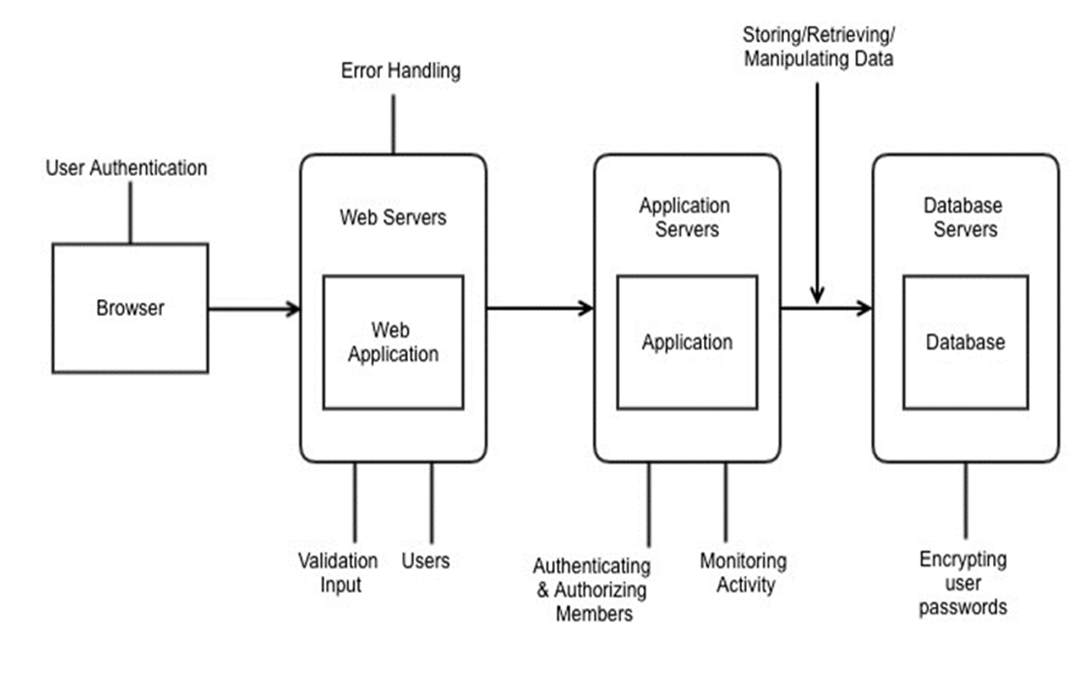 Storing/Retrieving/
Manipulating Data
Error Handling
User Authentication
Browser
Web Servers
Web
Application
Application
Servers
Application
Database
Servers
Database
Validation
Input
Users
Authenticating
& Authorizing
Members
Monitoring
Activity
Encrypting
user
passwords